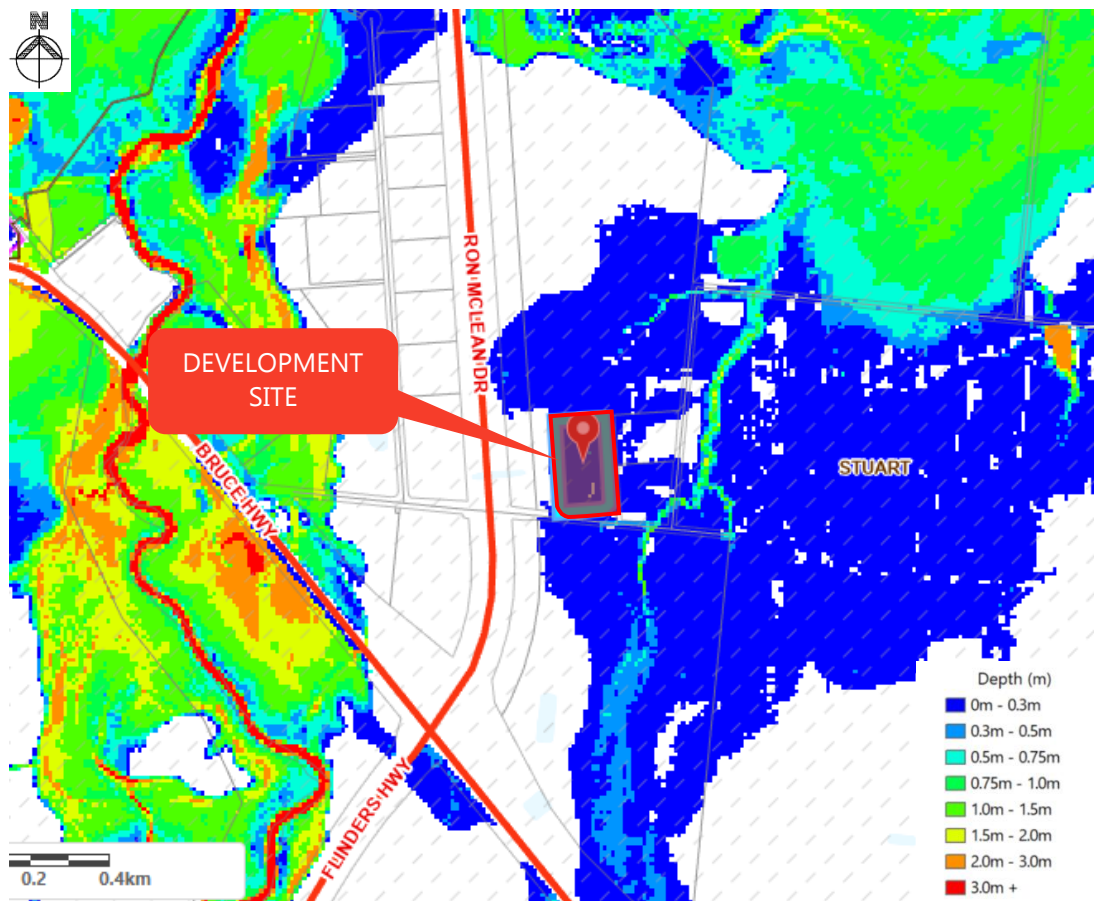 N
RON MCLEAN DR
DEVELOPMENT
SITE
BRUCE HWY
STUART
FLINDERS HWY
Depth (m)
0m - 0.3m
0.3m - 0.5m
0.5m - 0.75m
0.75m - 1.0m
1.0m - 1.5m
1.5m - 2.0m
2.0m - 3.0m
3.0m +
0.2 0.4km